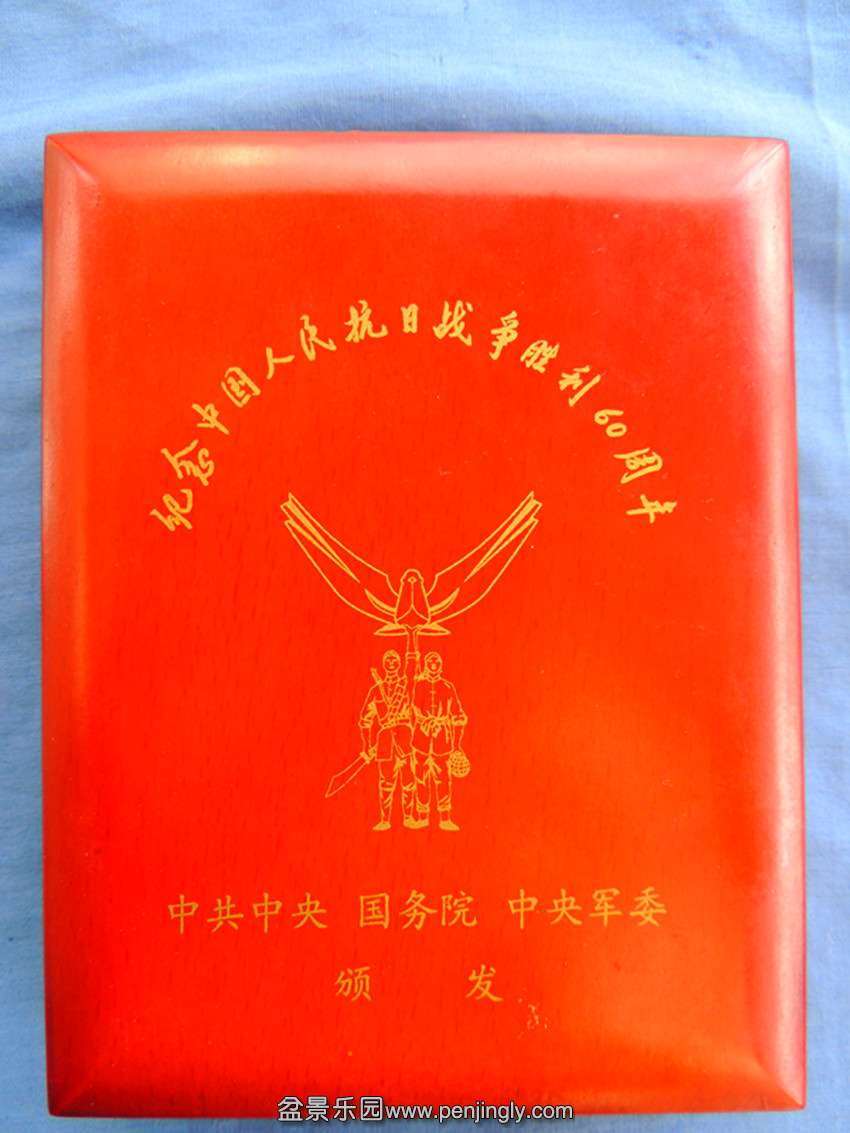 纪念中国人民抗日战争胜利60周年
中共中央 国务院 中央军委
颁 发
盆景乐园www.penjingly.com